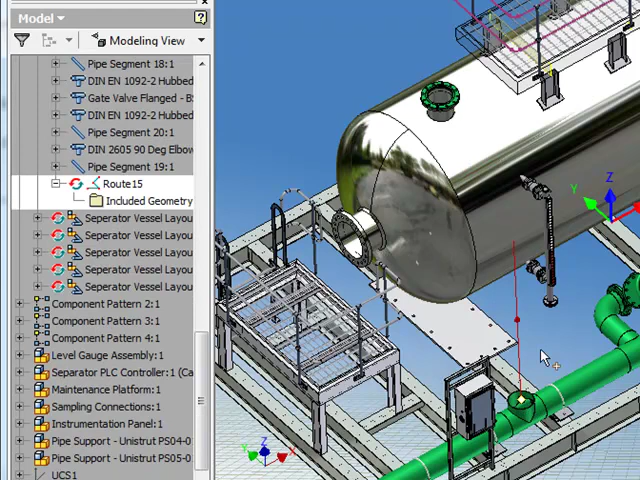 Model
Modeling View
Pipe Segment 18:1
DIN EN 1092-2 Hubbed
Gate Valve Flanged - B
DIN EN 1092-2 Hubbed
Pipe Segment 20:1
DIN 2605 90 Deg Elbow
Pipe Segment 19:1
Route15
Included Geometry
Seperator Vessel Layou
Seperator Vessel Layou
Seperator Vessel Layou
Seperator Vessel Layou
Seperator Vessel Layou
Component Pattern 2:1
Component Pattern 3:1
Component Pattern 4:1
Level Gauge Assembly:1
Separator PLC Controller:1 (Ca
Maintenance Platform:1
Sampling Connections:1
Instrumentation Panel:1
Pipe Support - Unistrut PS04-0
Pipe Support - Unistrut PS05-0
UCS1
Z
Y
Z
Y
X